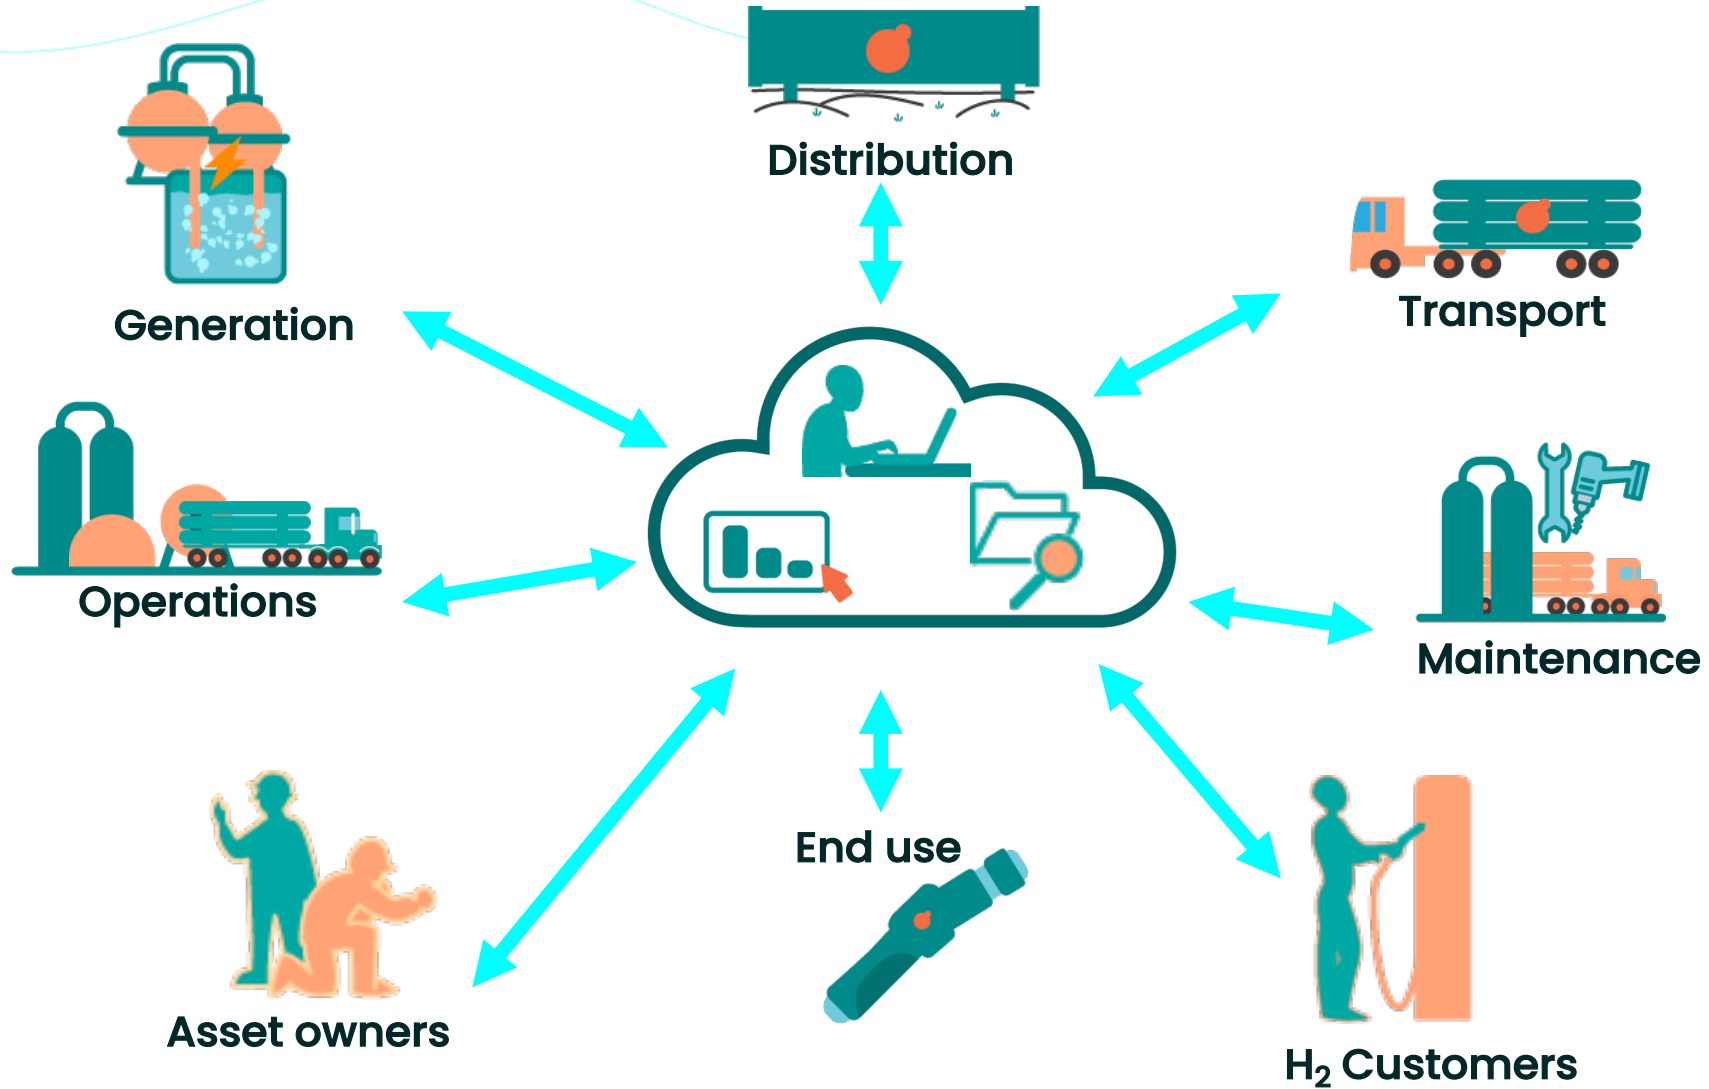 Distribution
Generation
Transport
Operations
Maintenance
End use
Asset owners
H₂ Customers